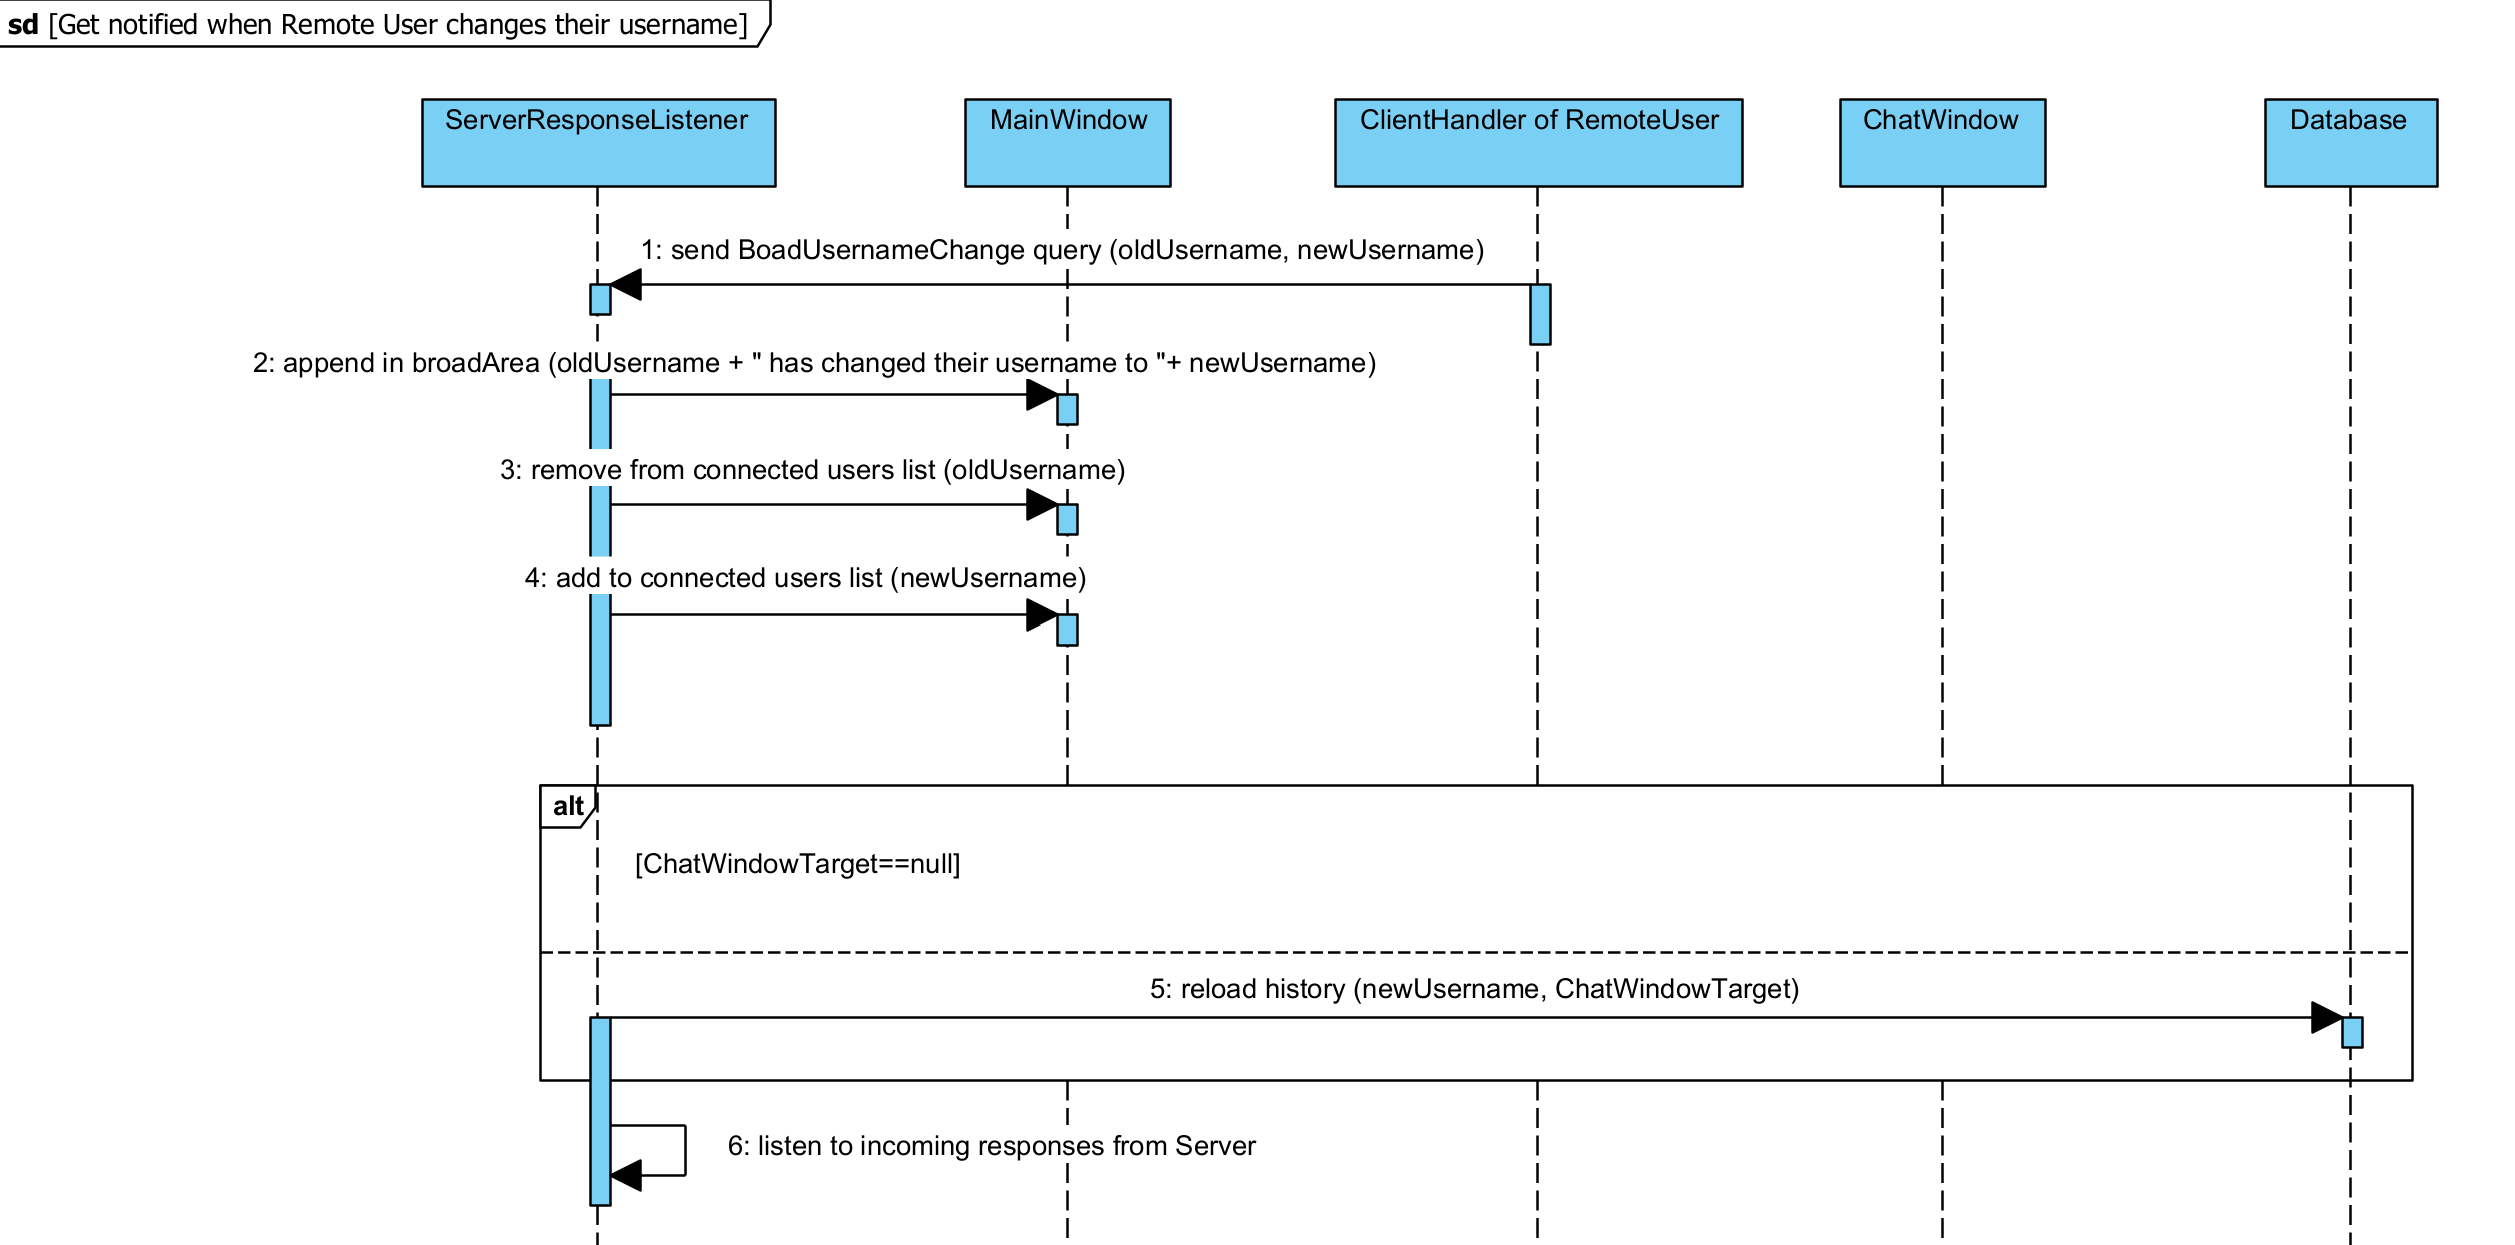 sd [Get notified when Remote User changes their username]
ServerResponseListener
MainWindow
ClientHandler of RemoteUser
ChatWindow
Database
1: send BoadUsernameChange query (oldUsername, newUsername)
2: append in broadArea (oldUsername + " has changed their username to "+ newUsername)
3: remove from connected users list (oldUsername)
4: add to connected users list (newUsername)
alt
[ChatWindowTarget==null]
5: reload history (newUsername, ChatWindowTarget)
6: listen to incoming responses from Server